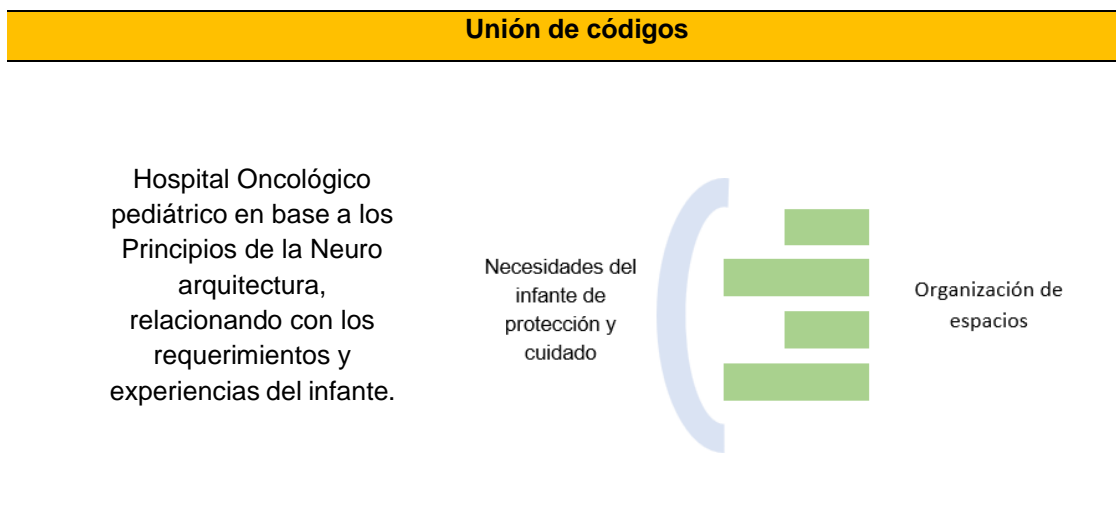 Unión de códigos
Hospital Oncológico
pediátrico en base a los
Principios de la Neuro
arquitectura,
relacionando con los
requerimientos y
experiencias del infante.
Necesidades del
infante de
protección y
cuidado
Organización de
espacios